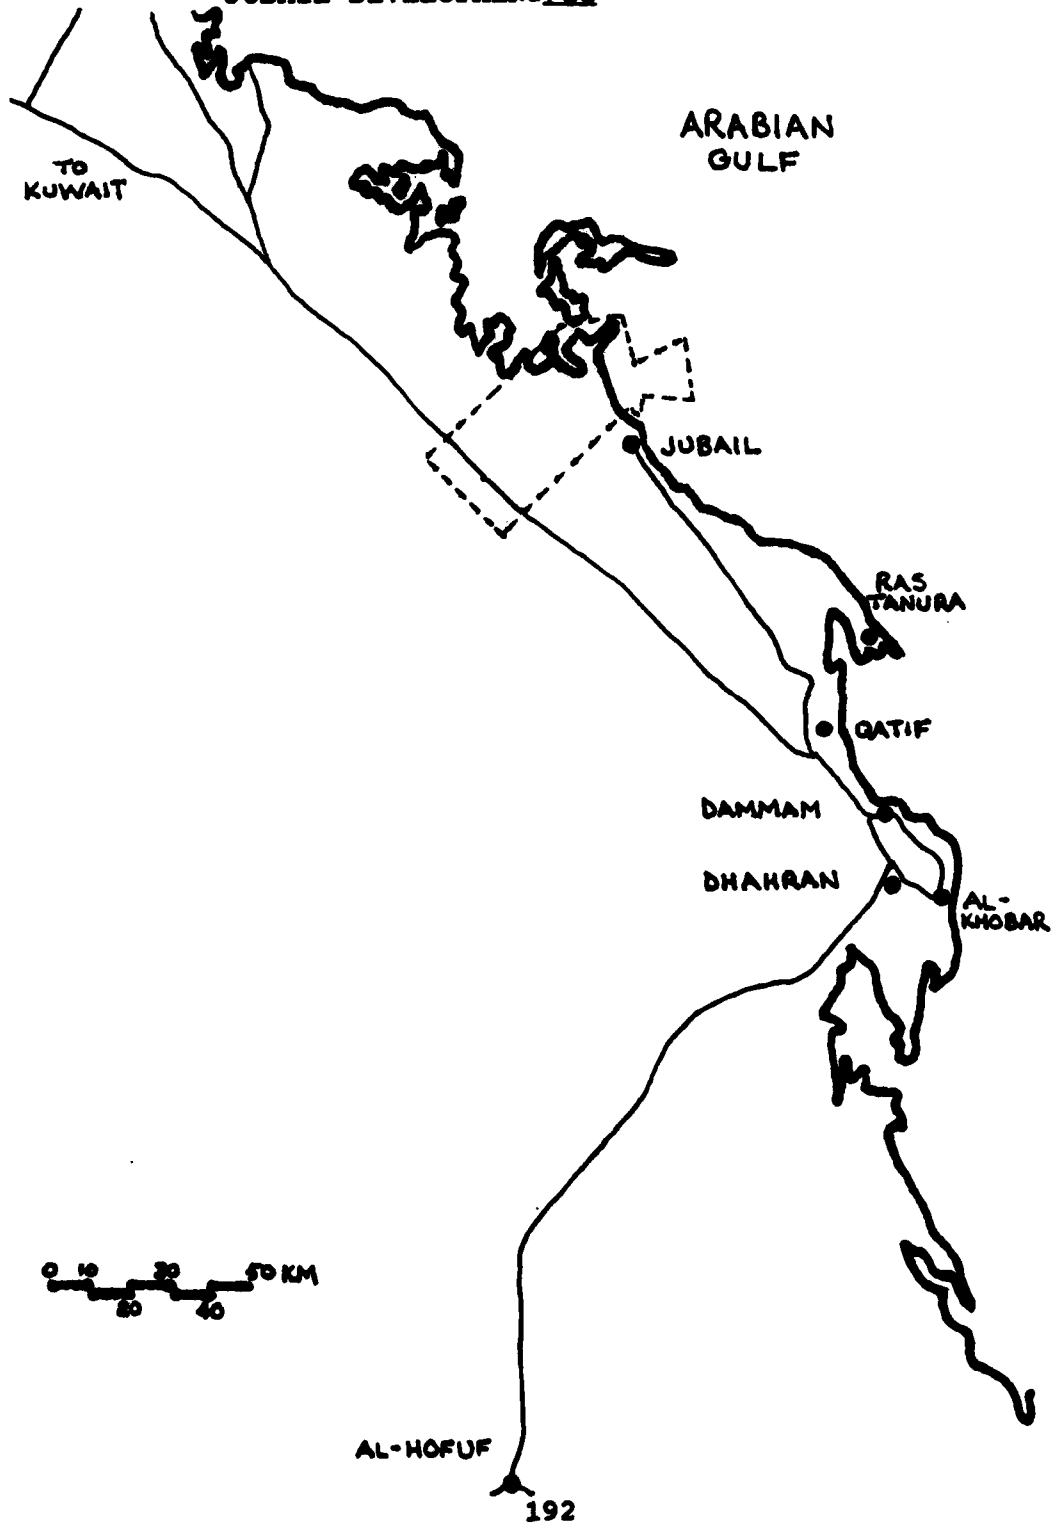 ARABIAN
GULF
TO
KUWAIT
JUBAIL
RAS
TANURA
QATIF
DAMMAM
DHAHRAN
AL-
KHOBAR
0 10 30 50 KM
20 40
AL-HOFUF
192